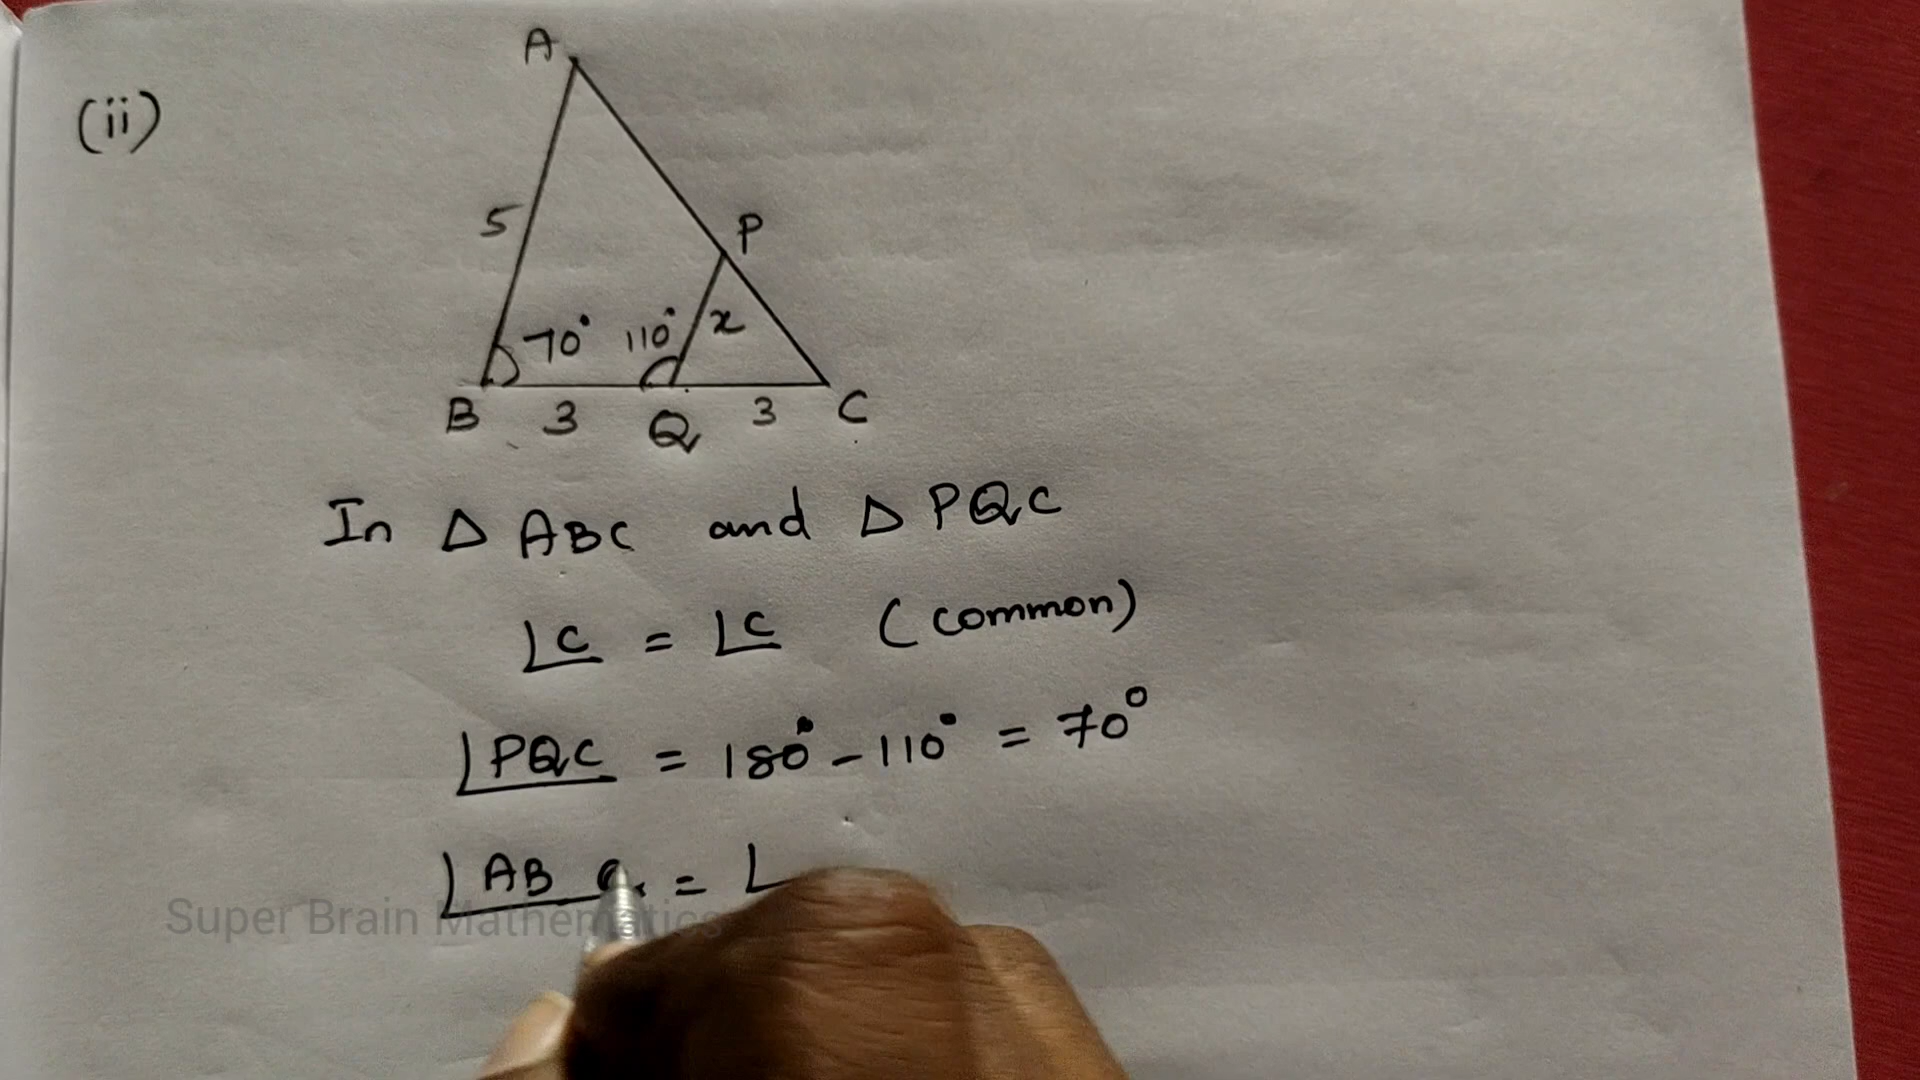 (ii)
A
5
P
70° 110° x
B 3 Q 3 C
In Δ ABC and Δ PQC
∠C = ∠C (common)
∠PQC = 180° - 110° = 70°
∠AB = ∠
Super Brain Mathematics